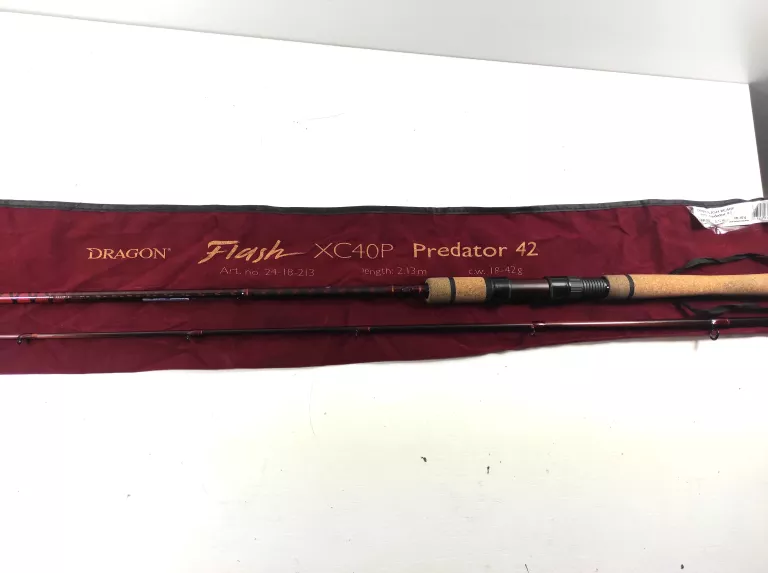 DRAGON® Flash XC40P Predator 42
Art. no. 24-18-213 length: 2.13m c.w. 18-42g